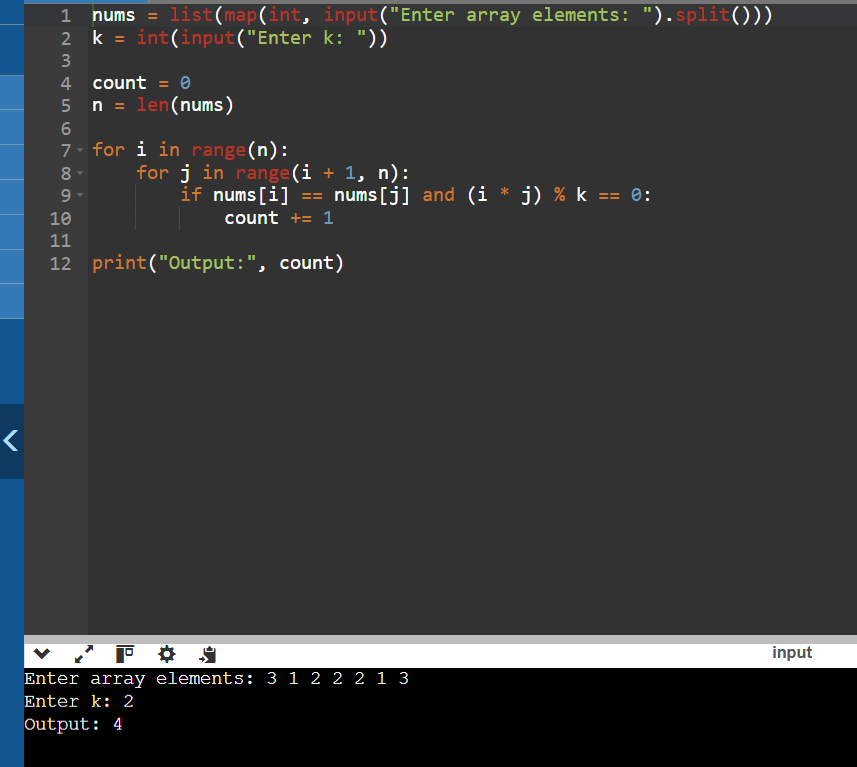 1 nums = list(map(int, input("Enter array elements: ").split()))
2 k = int(input("Enter k: "))
3
4 count = 0
5 n = len(nums)
6
7 for i in range(n):
8     for j in range(i + 1, n):
9         if nums[i] == nums[j] and (i * j) % k == 0:
10             count += 1
11
12 print("Output:", count)
input
Enter array elements: 3 1 2 2 2 1 3
Enter k: 2
Output: 4